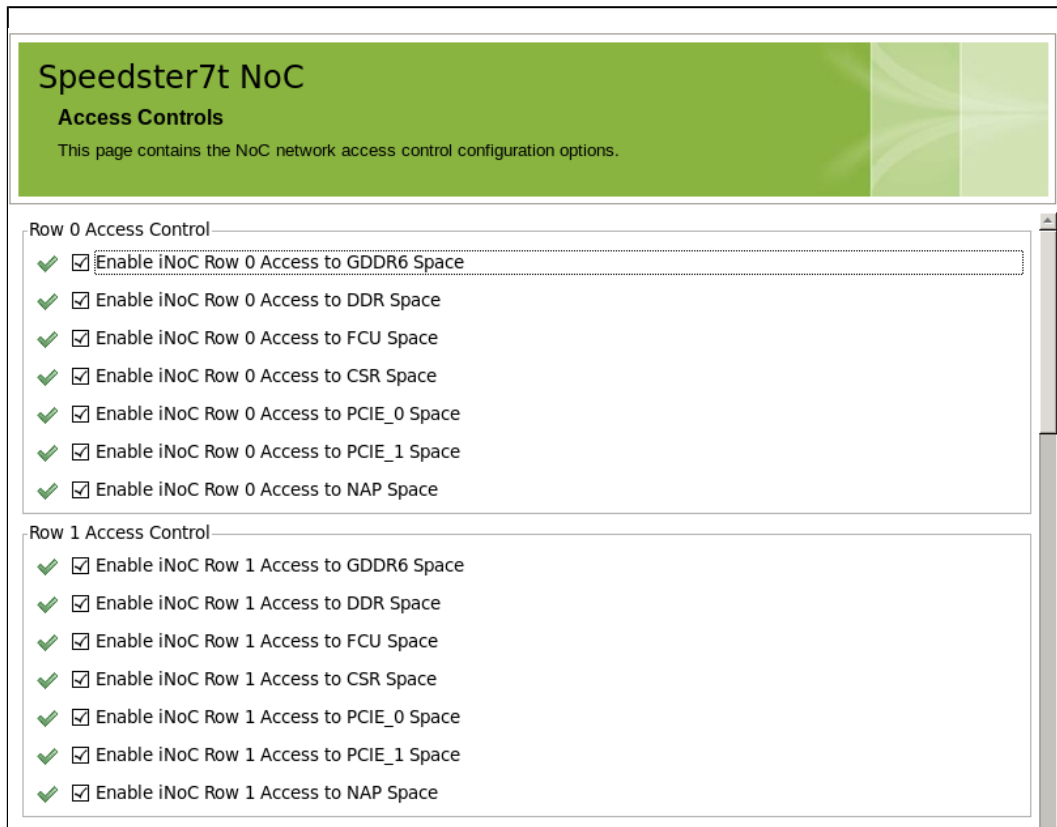 Speedster7t NoC
Access Controls
This page contains the NoC network access control configuration options.
Row 0 Access Control
Enable iNoC Row 0 Access to GDDR6 Space
Enable iNoC Row 0 Access to DDR Space
Enable iNoC Row 0 Access to FCU Space
Enable iNoC Row 0 Access to CSR Space
Enable iNoC Row 0 Access to PCIE_0 Space
Enable iNoC Row 0 Access to PCIE_1 Space
Enable iNoC Row 0 Access to NAP Space
Row 1 Access Control
Enable iNoC Row 1 Access to GDDR6 Space
Enable iNoC Row 1 Access to DDR Space
Enable iNoC Row 1 Access to FCU Space
Enable iNoC Row 1 Access to CSR Space
Enable iNoC Row 1 Access to PCIE_0 Space
Enable iNoC Row 1 Access to PCIE_1 Space
Enable iNoC Row 1 Access to NAP Space